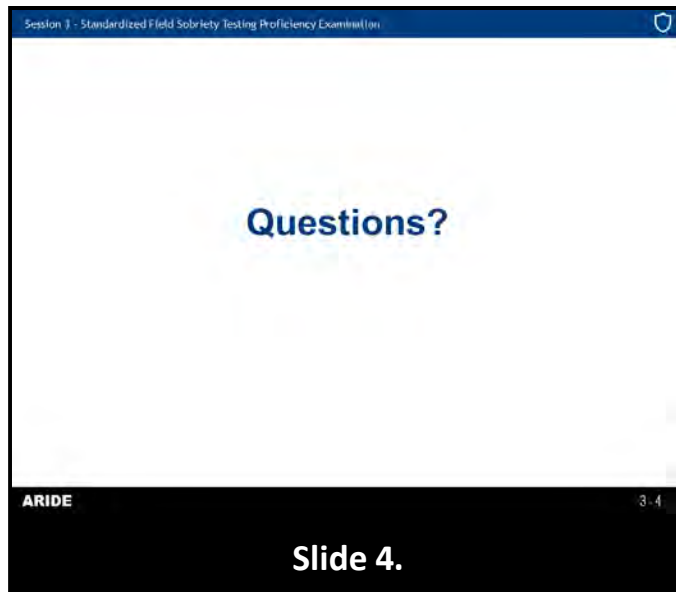 Session 3 - Standardized Field Sobriety Testing Proficiency Examination
Questions?
ARIDE
3-4
Slide 4.